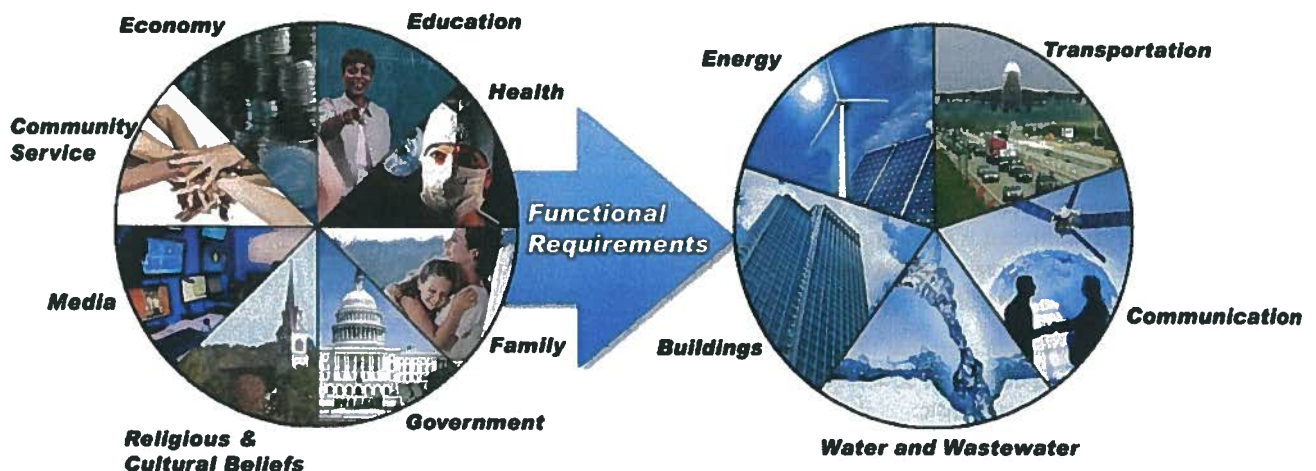 Economy
Education
Health
Community
Service
Media
Religious &
Cultural Beliefs
Government
Family
Functional
Requirements
Energy
Transportation
Buildings
Communication
Water and Wastewater